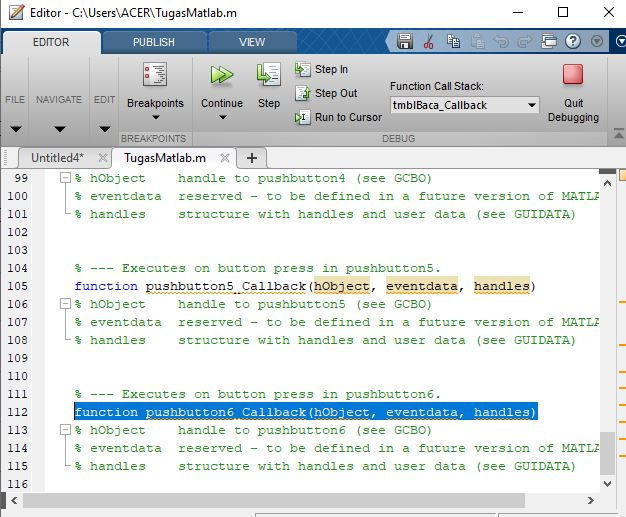 Editor - C:\Users\ACER\TugasMatlab.m
EDITOR PUBLISH VIEW
FILE NAVIGATE EDIT Breakpoints Continue Step Step In Step Out Run to Cursor Function Call Stack: tmblBaca_Callback Quit Debugging
BREAKPOINTS DEBUG
Untitled4* TugasMatlab.m
99 % hObject    handle to pushbutton4 (see GCBO)
100 % eventdata  reserved - to be defined in a future version of MATLA
101 % handles    structure with handles and user data (see GUIDATA)
102
103
104 % --- Executes on button press in pushbutton5.
105 function pushbutton5_Callback(hObject, eventdata, handles)
106 % hObject    handle to pushbutton5 (see GCBO)
107 % eventdata  reserved - to be defined in a future version of MATLA
108 % handles    structure with handles and user data (see GUIDATA)
109
110
111 % --- Executes on button press in pushbutton6.
112 function pushbutton6_Callback(hObject, eventdata, handles)
113 % hObject    handle to pushbutton6 (see GCBO)
114 % eventdata  reserved - to be defined in a future version of MATLA
115 % handles    structure with handles and user data (see GUIDATA)
116